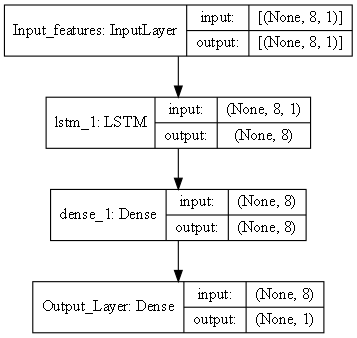 Input_features: InputLayer
input: [(None, 8, 1)]
output: [(None, 8, 1)]
lstm_1: LSTM
input: (None, 8, 1)
output: (None, 8)
dense_1: Dense
input: (None, 8)
output: (None, 8)
Output_Layer: Dense
input: (None, 8)
output: (None, 1)